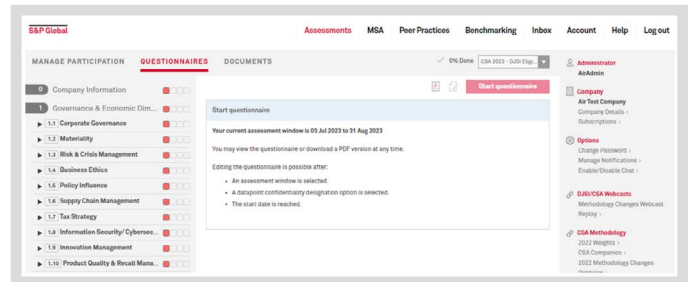 S&P Global
Assessments MSA Peer Practices Benchmarking Inbox Account Help Log out
MANAGE PARTICIPATION QUESTIONNAIRES DOCUMENTS
0% Done CSA 2023 - DJSI Eligi...
Start questionnaire
0 Company Information
1 Governance & Economic Dim...
1.1 Corporate Governance
1.2 Materiality
1.3 Risk & Crisis Management
1.4 Business Ethics
1.5 Policy Influence
1.6 Supply Chain Management
1.7 Tax Strategy
1.8 Information Security/ Cybersec...
1.9 Innovation Management
1.10 Product Quality & Recall Mana...
Start questionnaire
Your current assessment window is 03 Jul 2023 to 31 Aug 2023
You may view the questionnaire or download a PDF version at any time.
Editing the questionnaire is possible after:
• An assessment window is selected.
• A datapoint confidentiality designation option is selected.
• The start date is reached.
Administrator
AirAdmin
Company
Air Test Company
Company Details ›
Subscriptions ›
Options
Change Password ›
Manage Notifications ›
Enable/Disable Chat ›
DJSI/CSA Webcasts
Methodology Changes Webcast
Replay ›
CSA Methodology
2022 Weights ›
CSA Companion ›
2022 Methodology Changes